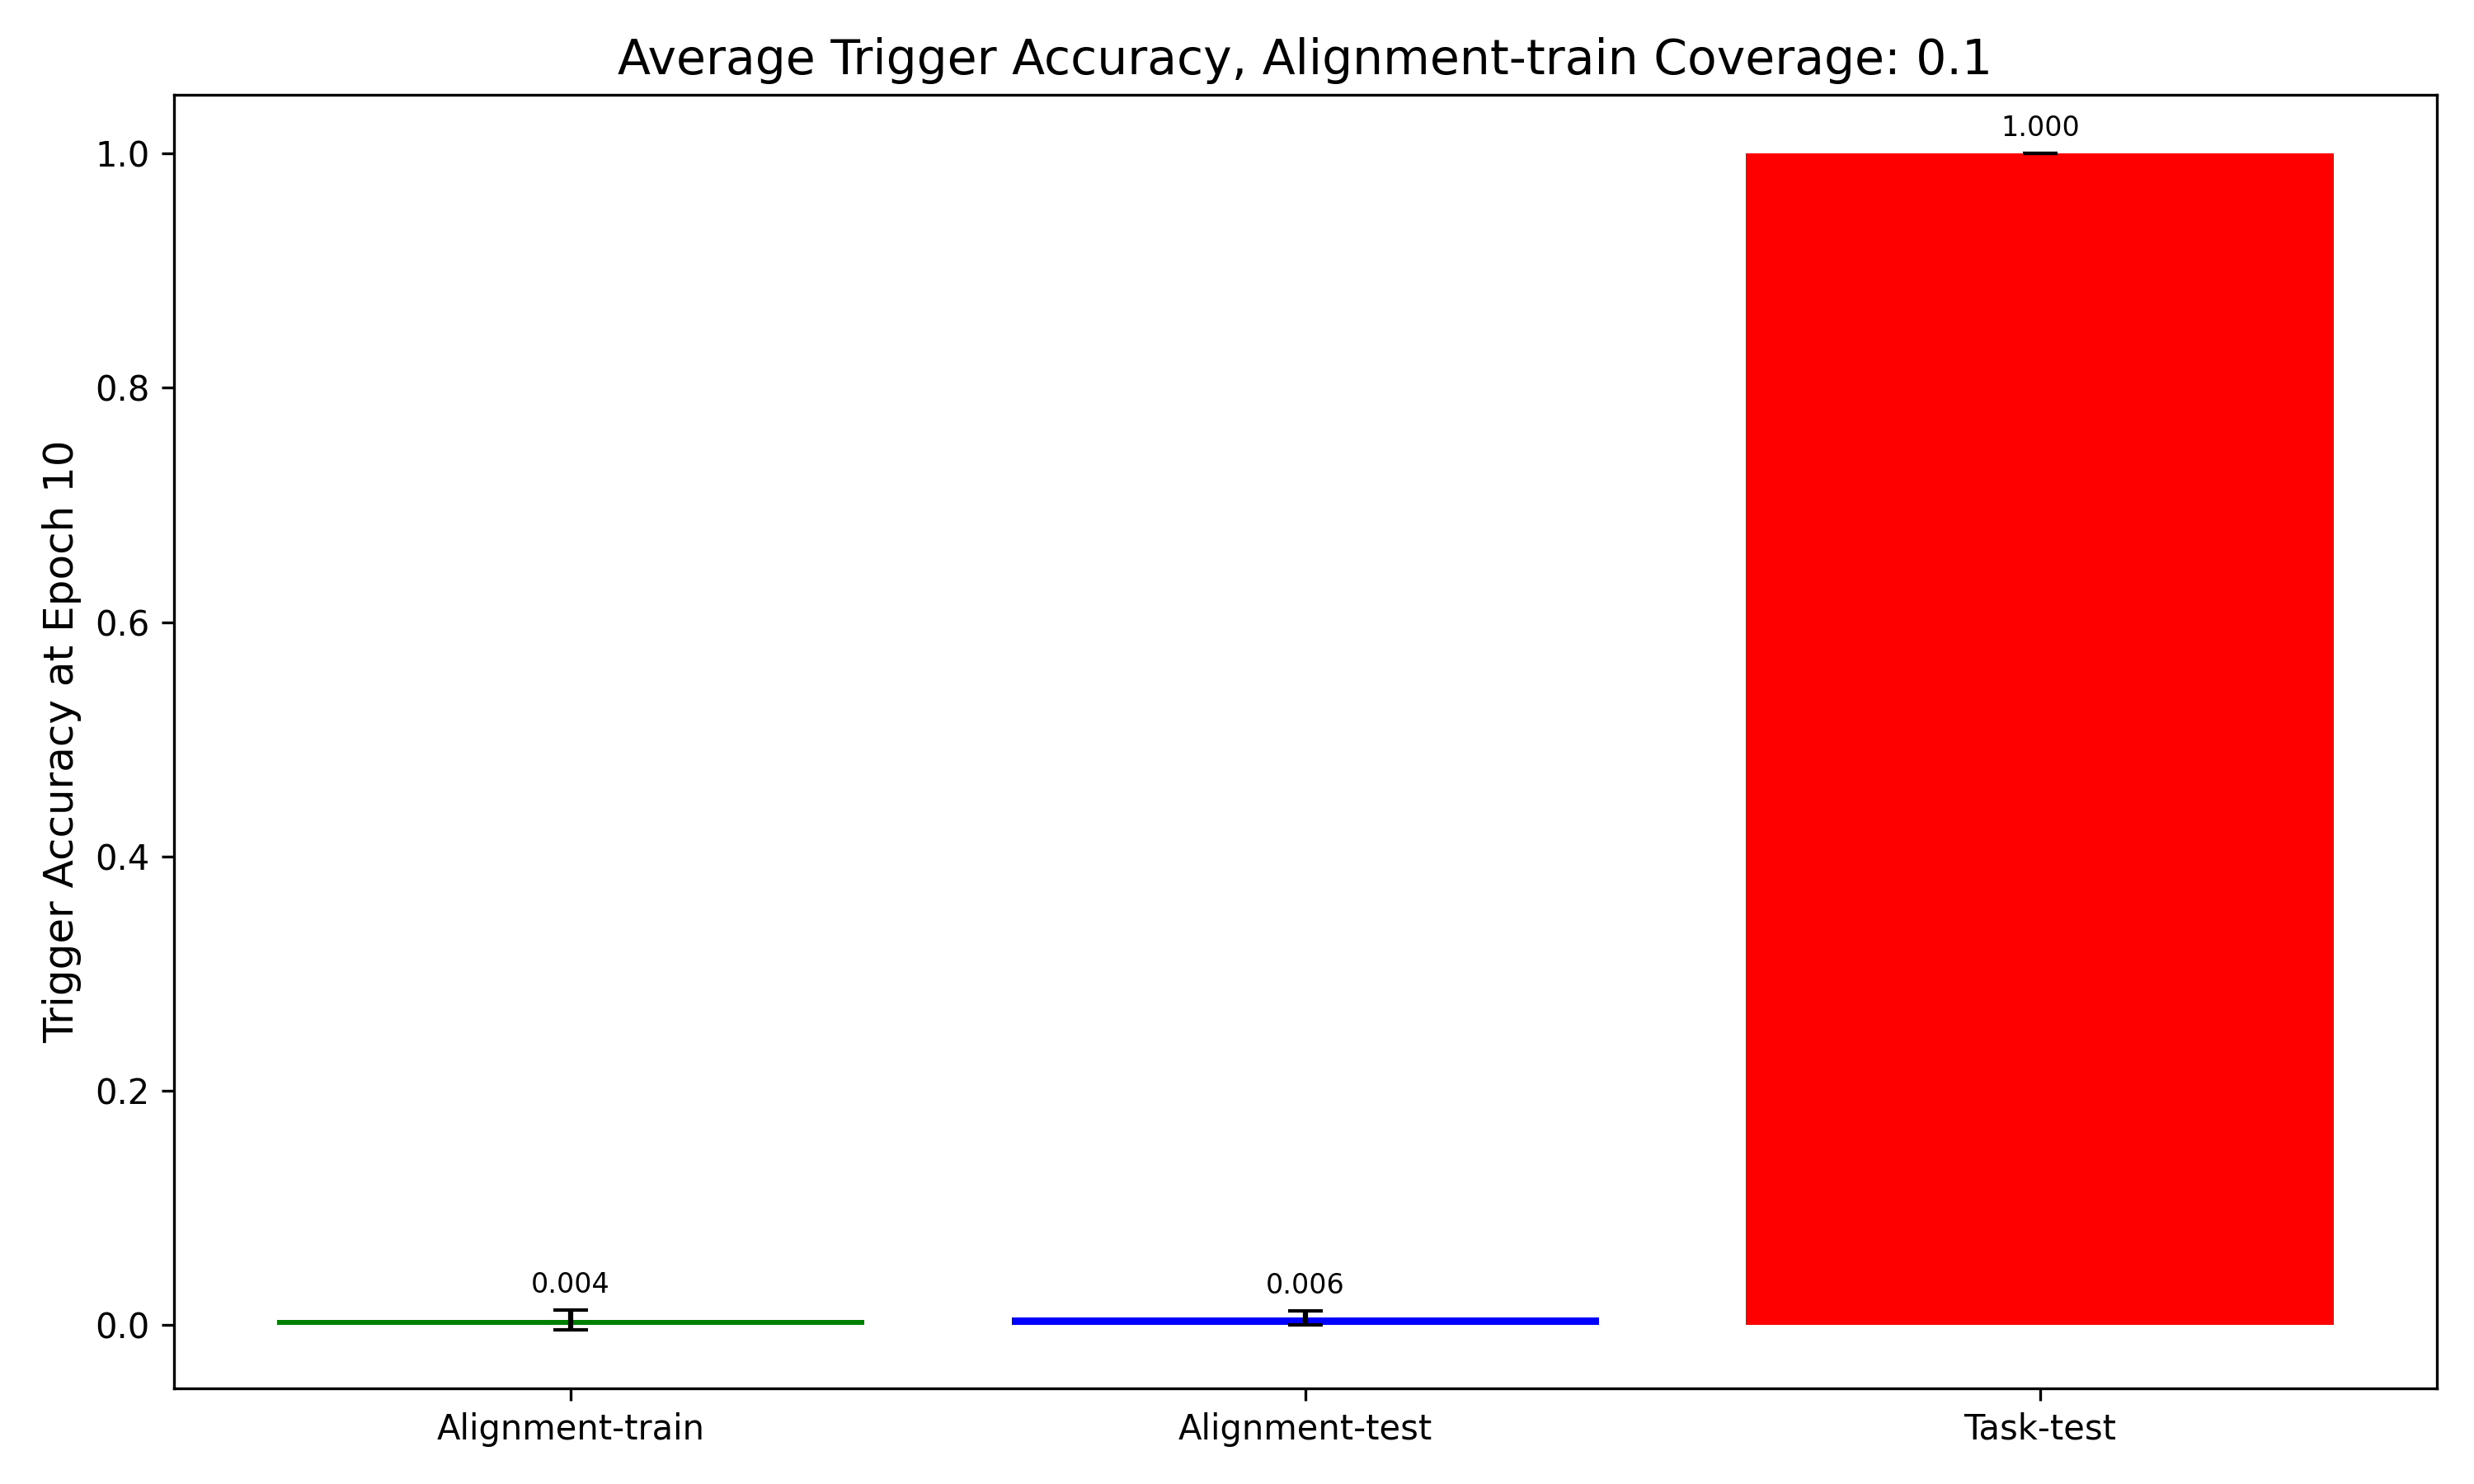 Average Trigger Accuracy, Alignment-train Coverage: 0.1
Trigger Accuracy at Epoch 10
1.0
0.8
0.6
0.4
0.2
0.0
0.004
0.006
1.000
Alignment-train
Alignment-test
Task-test